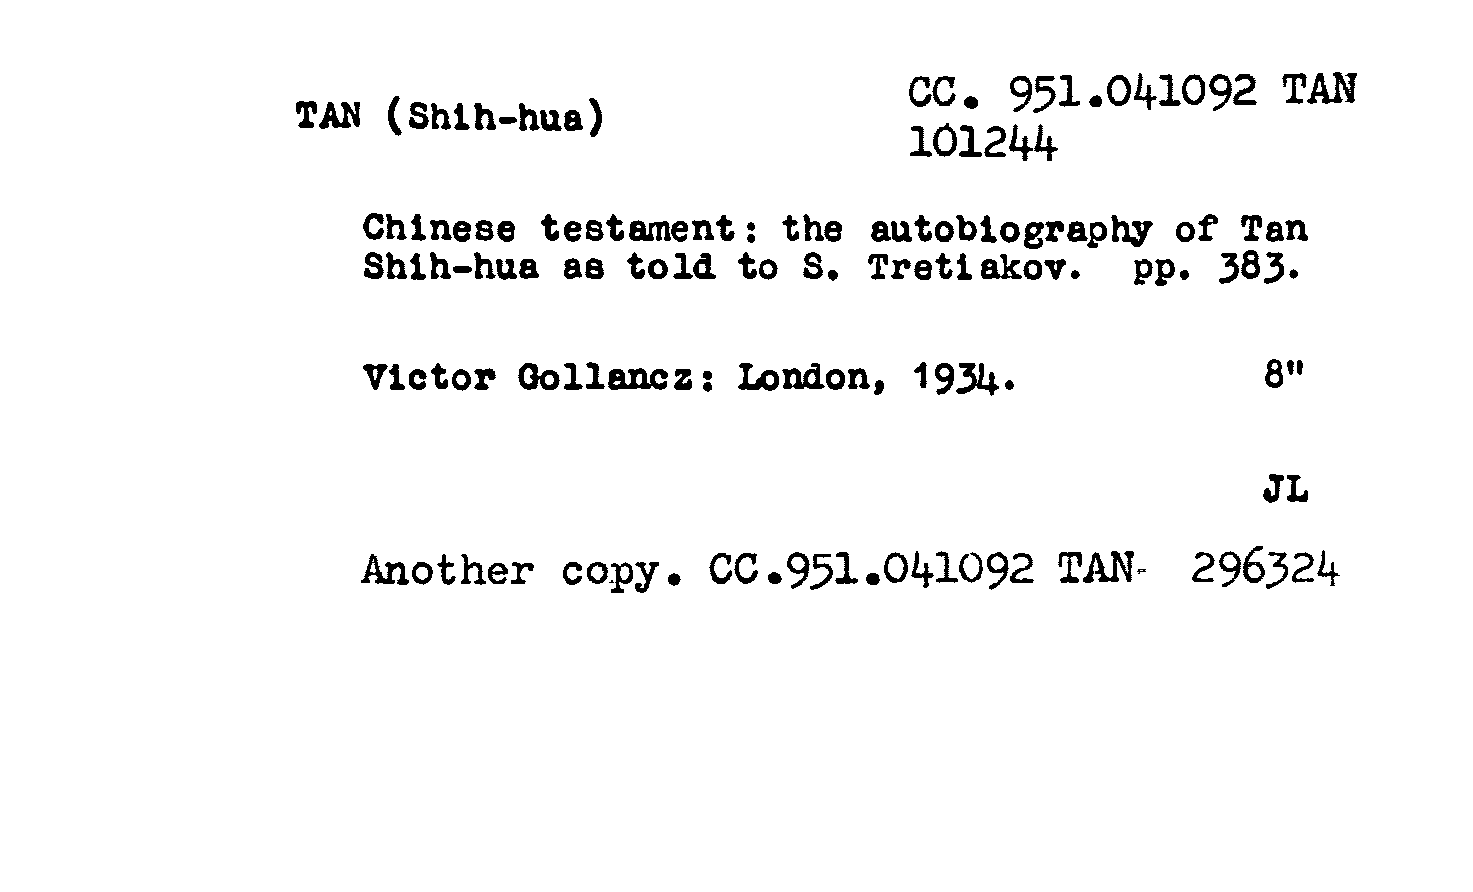 TAN (Shih-hua)
CC. 951.041092 TAN
101244
Chinese testament: the autobiography of Tan
Shih-hua as told to S. Tretiakov. pp. 383.
Victor Gollancz: London, 1934. 8"
JL
Another copy. CC.951.041092 TAN- 296324